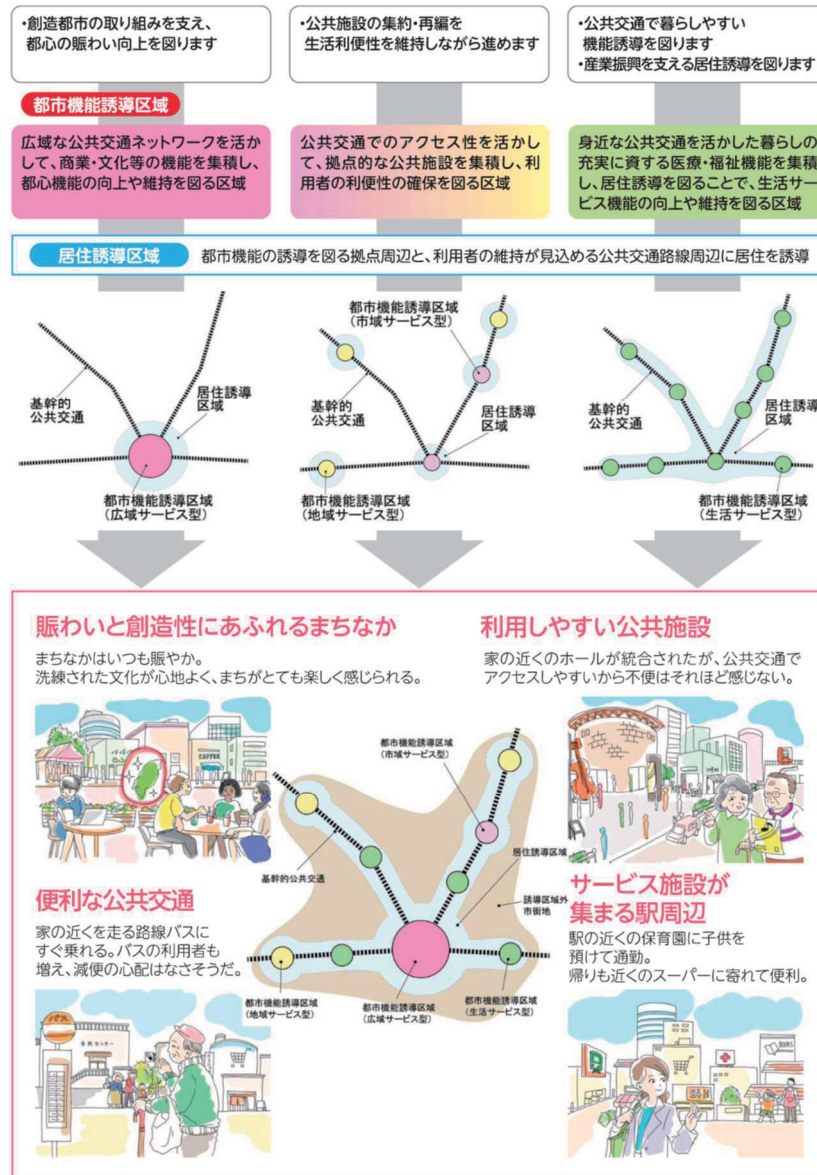 ・創造都市の取り組みを支え、
都心の賑わい向上を図ります
・公共施設の集約・再編を
生活利便性を維持しながら進めます
・公共交通で暮らしやすい
機能誘導を図ります
・産業振興を支える居住誘導を図ります
都市機能誘導区域
広域な公共交通ネットワークを活か
して、商業・文化等の機能を集積し、
都心機能の向上や維持を図る区域
公共交通でのアクセス性を活かし
て、拠点的な公共施設を集積し、利
用者の利便性の確保を図る区域
身近な公共交通を活かした暮らしの
充実に資する医療・福祉機能を集積
し、居住誘導を図ることで、生活サー
ビス機能の向上や維持を図る区域
居住誘導区域
都市機能の誘導を図る拠点周辺と、利用者の維持が見込める公共交通路線周辺に居住を誘導
基幹的
公共交通
居住誘導
区域
都市機能誘導区域
(広域サービス型)
都市機能誘導区域
(市域サービス型)
基幹的
公共交通
居住誘導
区域
都市機能誘導区域
(地域サービス型)
基幹的
公共交通
居住誘導
区域
都市機能誘導区域
(生活サービス型)
賑わいと創造性にあふれるまちなか
まちなかはいつも賑やか。
洗練された文化が心地よく、まちがとても楽しく感じられる。
COFFEE
利用しやすい公共施設
家の近くのホールが統合されたが、公共交通で
アクセスしやすいから不便はそれほど感じない。
都市機能誘導区域
(市域サービス型)
基幹的公共交通
居住誘導区域
誘導区域外
市街地
都市機能誘導区域
(地域サービス型)
都市機能誘導区域
(広域サービス型)
都市機能誘導区域
(生活サービス型)
便利な公共交通
家の近くを走る路線バスに
すぐ乗れる。バスの利用者も
増え、減便の心配はなさそうだ。
バス
サービス施設が
集まる駅周辺
駅の近くの保育園に子供を
預けて通勤。
帰りも近くのスーパーに寄れて便利。
BOOKS